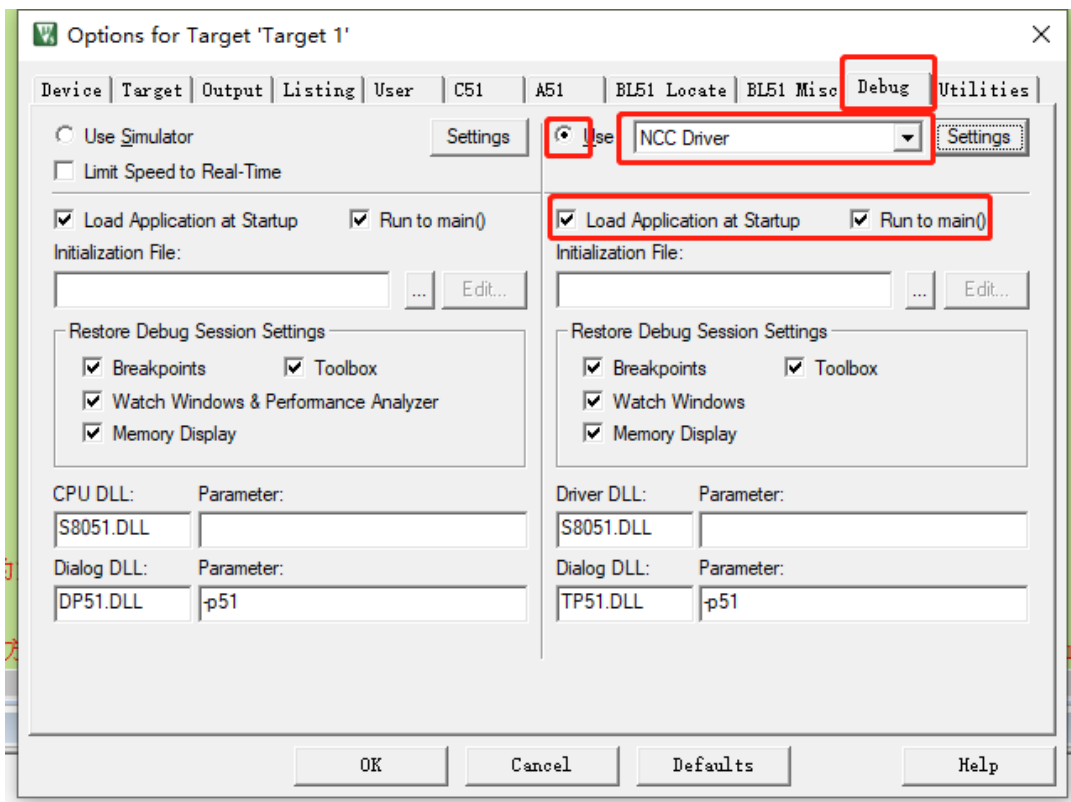 Options for Target 'Target 1'
Device Target Output Listing User C51 A51 BL51 Locate BL51 Misc Debug Utilities
Use Simulator Settings Use NCC Driver Settings
Limit Speed to Real-Time
Load Application at Startup Run to main() Load Application at Startup Run to main()
Initialization File: Initialization File:
... Edit... ... Edit...
Restore Debug Session Settings Restore Debug Session Settings
Breakpoints Toolbox Breakpoints Toolbox
Watch Windows & Performance Analyzer Watch Windows
Memory Display Memory Display
CPU DLL: Parameter: Driver DLL: Parameter:
S8051.DLL S8051.DLL
Dialog DLL: Parameter: Dialog DLL: Parameter:
DP51.DLL -p51 TP51.DLL -p51
OK Cancel Defaults Help